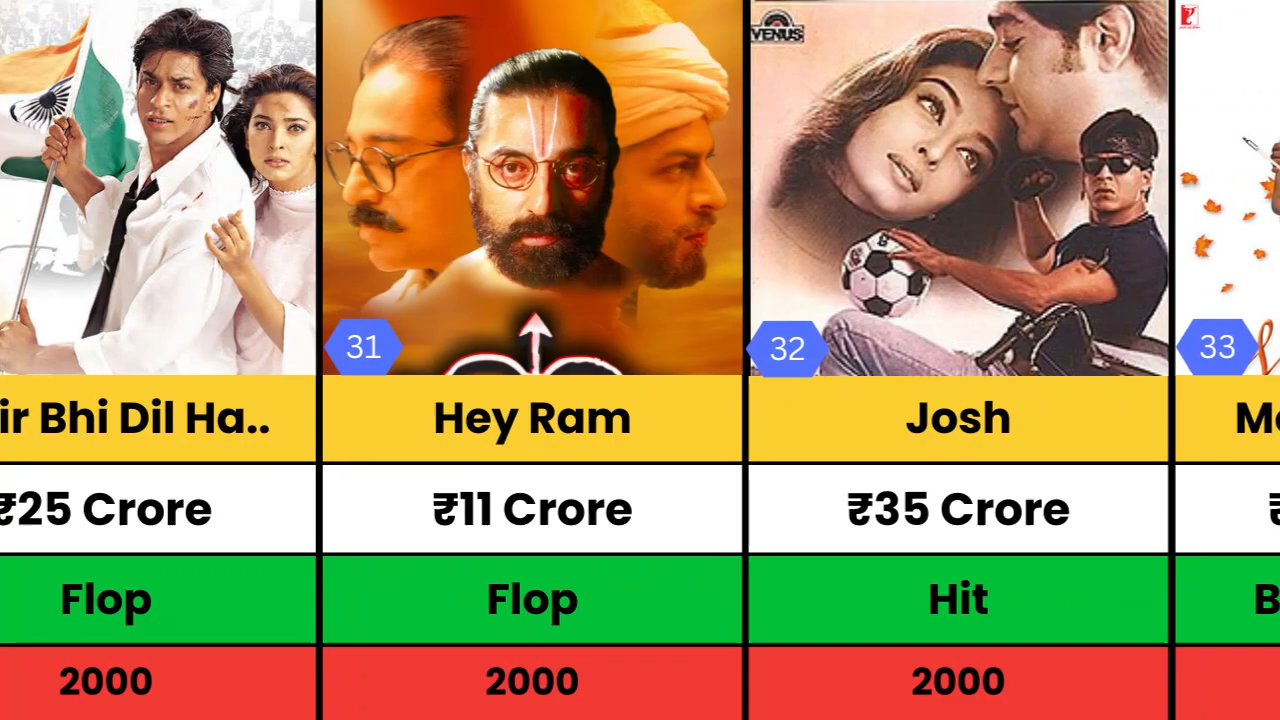 VENUS
31
32
33
ir Bhi Dil Ha..
Hey Ram
Josh
₹25 Crore
₹11 Crore
₹35 Crore
Flop
Flop
Hit
2000
2000
2000